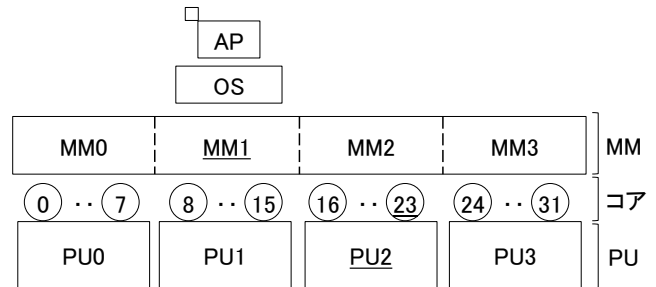 AP
OS
MM0 MM1 MM2 MM3 MM
0 ‥ 7 8 ‥ 15 16 ‥ 23 24 ‥ 31 コア
PU0 PU1 PU2 PU3 PU